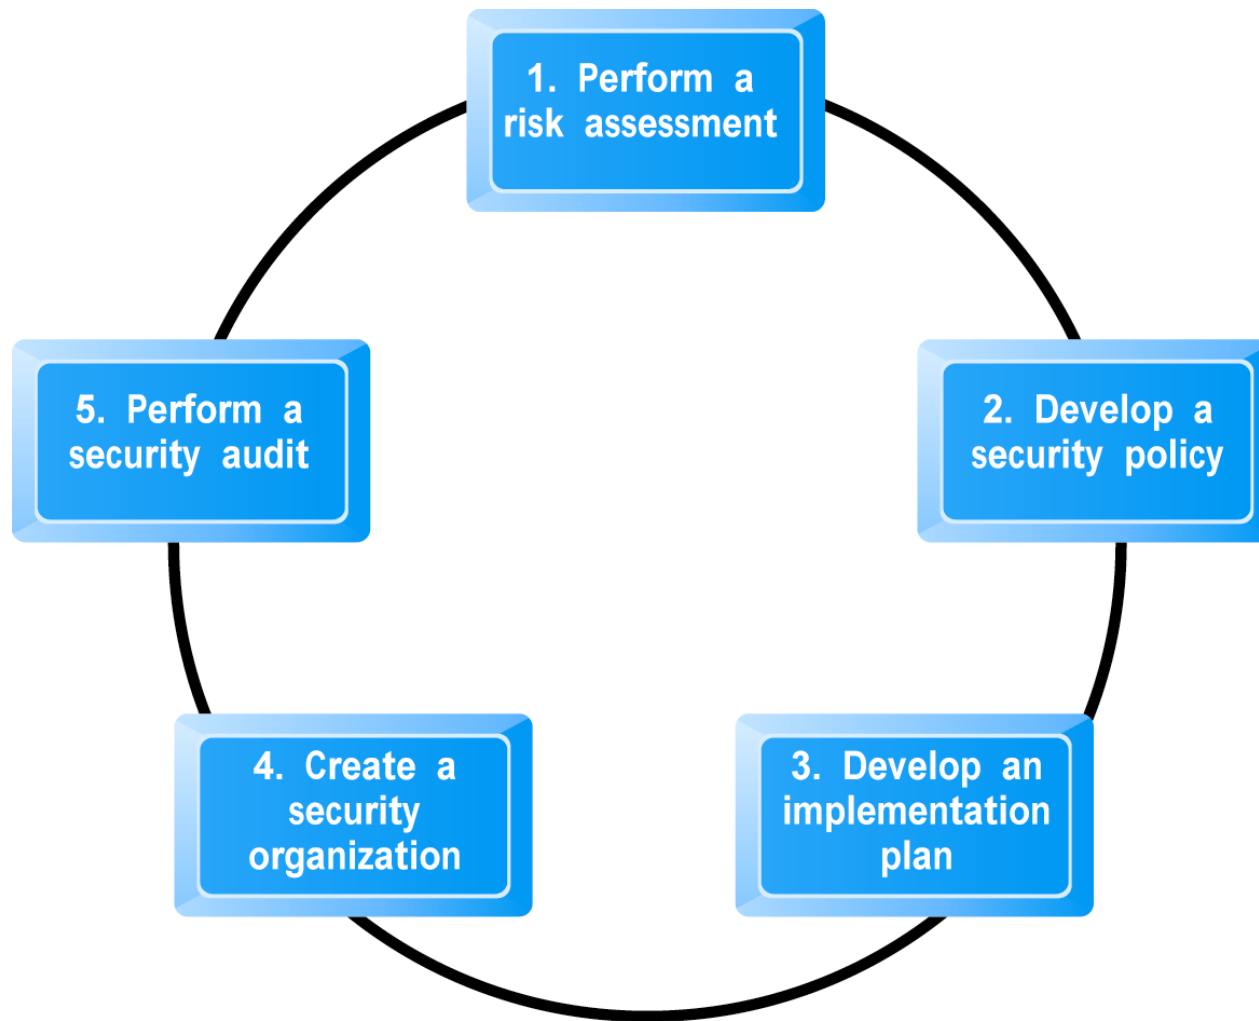 1. Perform a
risk assessment
2. Develop a
security policy
3. Develop an
implementation
plan
4. Create a
security
organization
5. Perform a
security audit